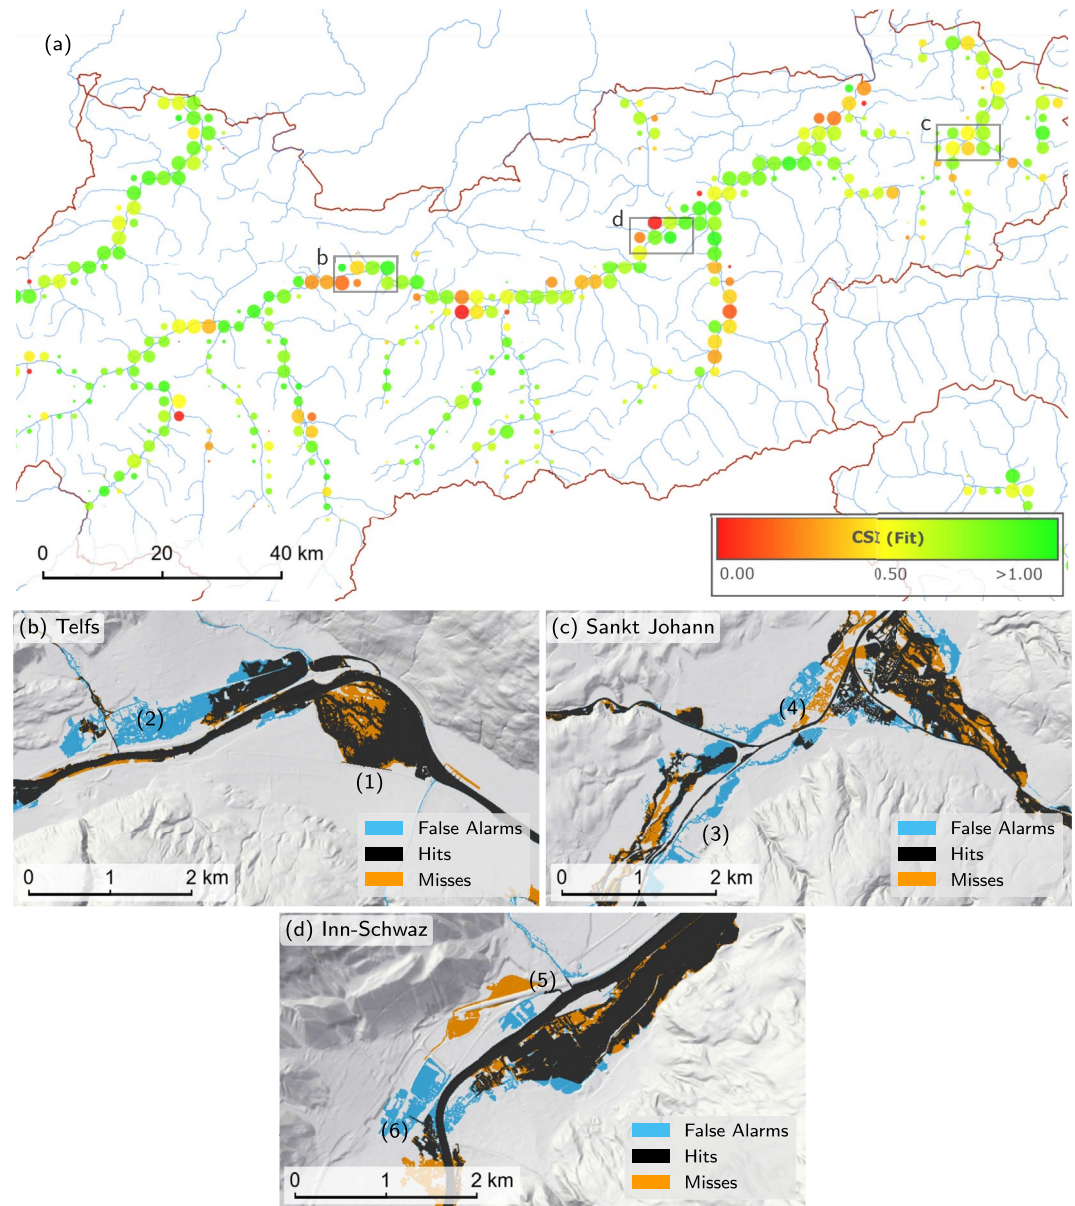 (a)
c
d
b
0 20 40 km
CSI (Fit)
0.00 0.50 >1.00
(b) Telfs
(2)
(1)
False Alarms
Hits
Misses
0 1 2 km
(c) Sankt Johann
(4)
(3)
False Alarms
Hits
Misses
0 1 2 km
(d) Inn-Schwaz
(5)
(6)
False Alarms
Hits
Misses
0 1 2 km